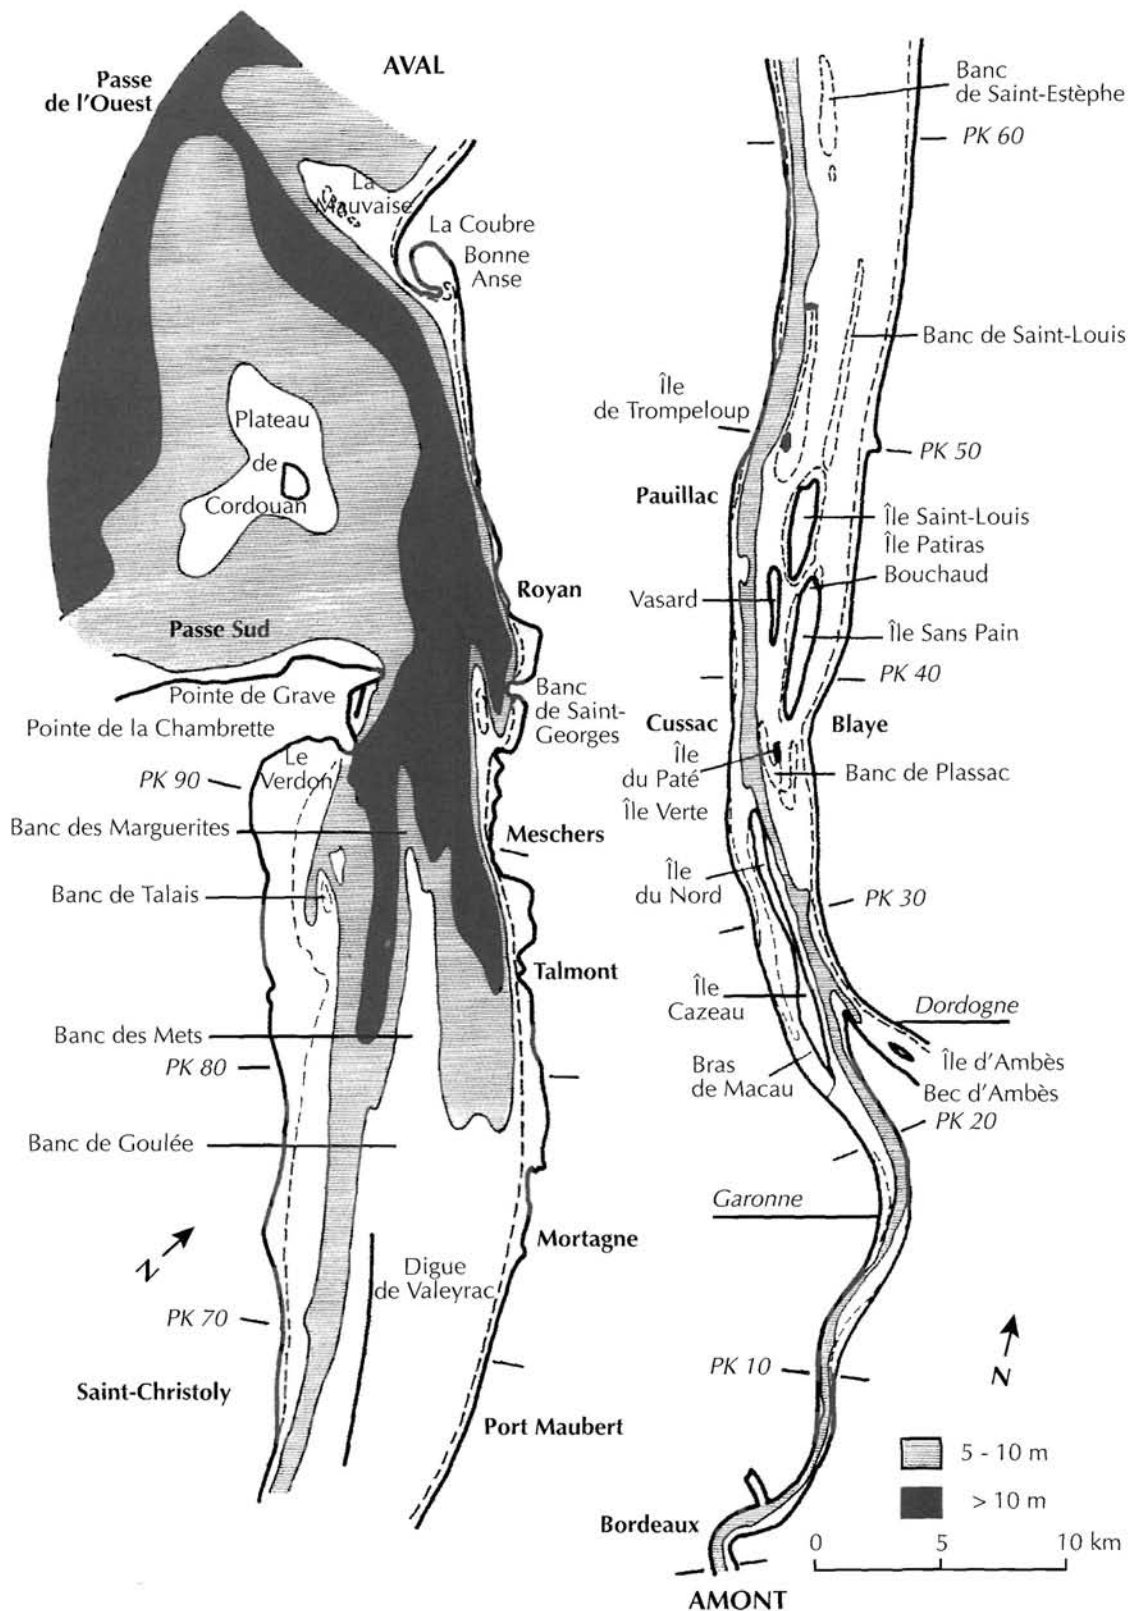 AVAL
Passe
de l'Ouest
La
Mauvaise
La Coubre
Bonne
Anse
Plateau
de
Cordouan
Royan
Passe Sud
Pointe de Grave
Pointe de la Chambrette
Banc
de Saint-
Georges
Le
Verdon
PK 90
Banc des Marguerites
Meschers
Banc de Talais
Talmont
Banc des Mets
PK 80
Banc de Goulée
N
Mortagne
Digue
de Valeyrac
PK 70
Saint-Christoly
Port Maubert
Banc
de Saint-Estèphe
PK 60
Banc de Saint-Louis
Île
de Trompeloup
PK 50
Pauillac
Île Saint-Louis
Île Patiras
Bouchaud
Vasard
Île Sans Pain
PK 40
Cussac
Blaye
Île
du Paté
Banc de Plassac
Île Verte
Île
du Nord
PK 30
Île
Cazeau
Dordogne
Bras
de Macau
Île d'Ambès
Bec d'Ambès
PK 20
Garonne
PK 10
N
5 - 10 m
> 10 m
Bordeaux
0 5 10 km
AMONT